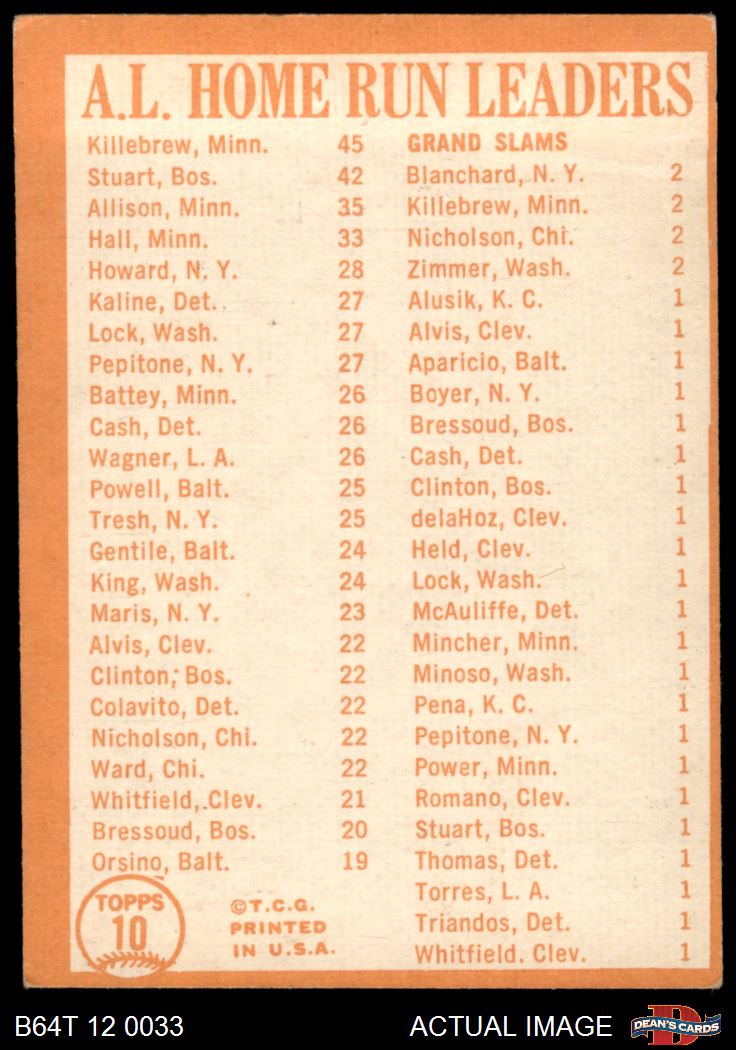 A.L. HOME RUN LEADERS
Killebrew, Minn. 45
Stuart, Bos. 42
Allison, Minn. 35
Hall, Minn. 33
Howard, N. Y. 28
Kaline, Det. 27
Lock, Wash. 27
Pepitone, N. Y. 27
Battey, Minn. 26
Cash, Det. 26
Wagner, L. A. 26
Powell, Balt. 25
Tresh, N. Y. 25
Gentile, Balt. 24
King, Wash. 24
Maris, N. Y. 23
Alvis, Clev. 22
Clinton, Bos. 22
Colavito, Det. 22
Nicholson, Chi. 22
Ward, Chi. 22
Whitfield, Clev. 21
Bressoud, Bos. 20
Orsino, Balt. 19
GRAND SLAMS
Blanchard, N. Y. 2
Killebrew, Minn. 2
Nicholson, Chi. 2
Zimmer, Wash. 2
Alusik, K. C. 1
Alvis, Clev. 1
Aparicio, Balt. 1
Boyer, N. Y. 1
Bressoud, Bos. 1
Cash, Det. 1
Clinton, Bos. 1
delaHoz, Clev. 1
Held, Clev. 1
Lock, Wash. 1
McAuliffe, Det. 1
Mincher, Minn. 1
Minoso, Wash. 1
Pena, K. C. 1
Pepitone, N. Y. 1
Power, Minn. 1
Romano, Clev. 1
Stuart, Bos. 1
Thomas, Det. 1
Torres, L. A. 1
Triandos, Det. 1
Whitfield. Clev. 1
TOPPS
10
©T.C.G.
PRINTED
IN U.S.A.
B64T 12 0033
ACTUAL IMAGE
DEAN'S CARDS